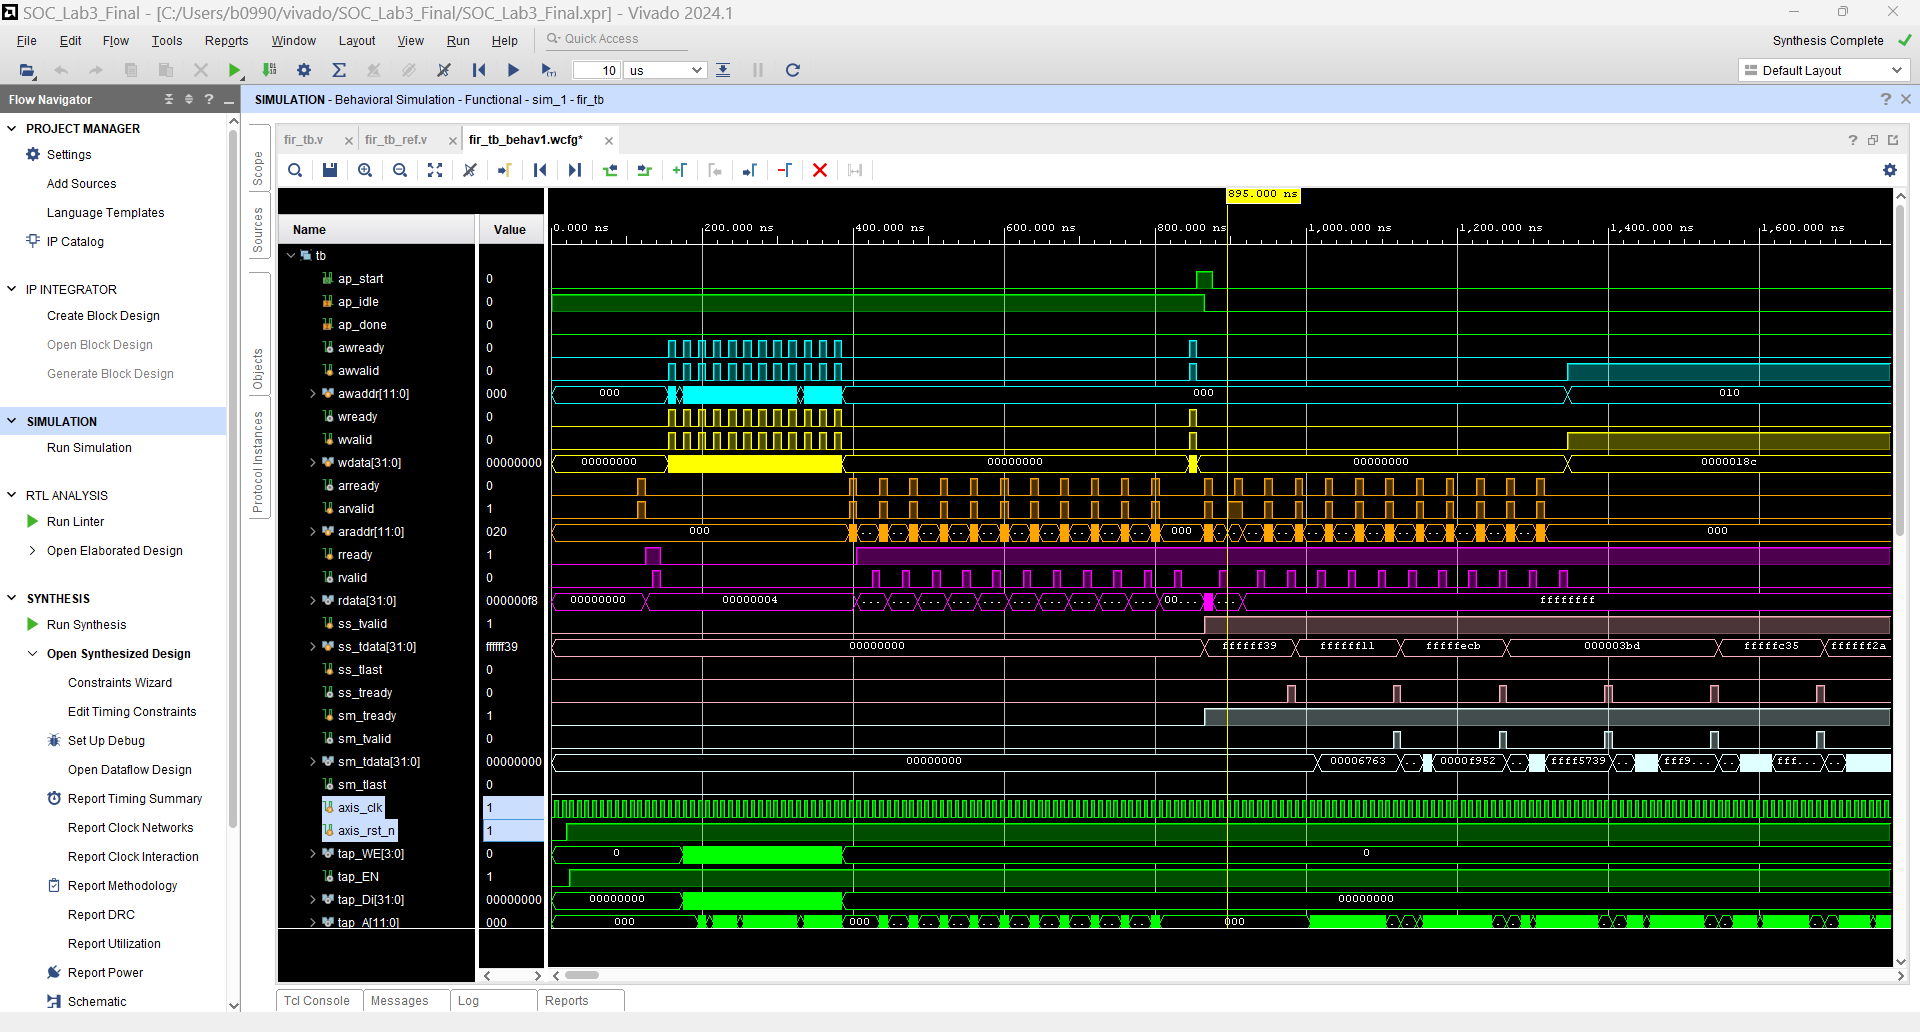 SOC_Lab3_Final - [C:/Users/b0990/vivado/SOC_Lab3_Final/SOC_Lab3_Final.xpr] - Vivado 2024.1
File Edit Flow Tools Reports Window Layout View Run Help Quick Access Synthesis Complete
10 us Default Layout
Flow Navigator
PROJECT MANAGER
Settings
Add Sources
Language Templates
IP Catalog
IP INTEGRATOR
Create Block Design
Open Block Design
Generate Block Design
SIMULATION
Run Simulation
RTL ANALYSIS
Run Linter
Open Elaborated Design
SYNTHESIS
Run Synthesis
Open Synthesized Design
Constraints Wizard
Edit Timing Constraints
Set Up Debug
Open Dataflow Design
Report Timing Summary
Report Clock Networks
Report Clock Interaction
Report Methodology
Report DRC
Report Utilization
Report Power
Schematic
SIMULATION - Behavioral Simulation - Functional - sim_1 - fir_tb
Scope
Sources
Objects
Protocol Instances
fir_tb.v fir_tb_ref.v fir_tb_behav1.wcfg*
895.000 ns
Name Value 0.000 ns 200.000 ns 400.000 ns 600.000 ns 800.000 ns 1,000.000 ns 1,200.000 ns 1,400.000 ns 1,600.000 ns
tb
ap_start 0
ap_idle 0
ap_done 0
awready 0
awvalid 0
awaddr[11:0] 000 000 000 010
wready 0
wvalid 0
wdata[31:0] 00000000 00000000 00000000 00000000 0000018c
arready 0
arvalid 1
araddr[11:0] 020 000 000 000
rready 1
rvalid 0
rdata[31:0] 000000f8 00000000 00000004 00... ffffffff
ss_tvalid 1
ss_tdata[31:0] ffffff39 00000000 ffffff39 ffffff11 fffffecb 000003bd fffffc35 ffffff2a
ss_tlast 0
ss_tready 0
sm_tready 1
sm_tvalid 0
sm_tdata[31:0] 00000000 00000000 00006763 0000f952 ffff5739 fff9... fff...
sm_tlast 0
axis_clk 1
axis_rst_n 1
tap_WE[3:0] 0 0 0
tap_EN 1
tap_Di[31:0] 00000000 00000000 00000000
tap_A[11:0] 000 000 000 000
Tcl Console Messages Log Reports